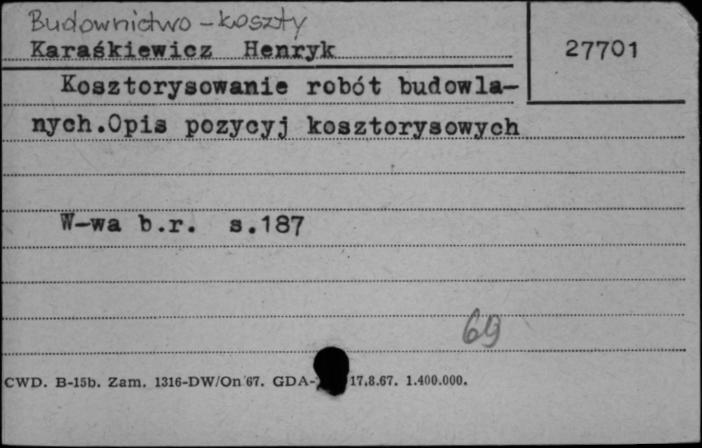 Budownictwo - koszty
Karaśkiewicz Henryk
27701
Kosztorysowanie robót budowla-
nych.Opis pozycyj kosztorysowych
W-wa b.r. s.187
69
CWD. B-15b. Zam. 1316-DW/On 67. GDA- 17.8.67. 1.400.000.